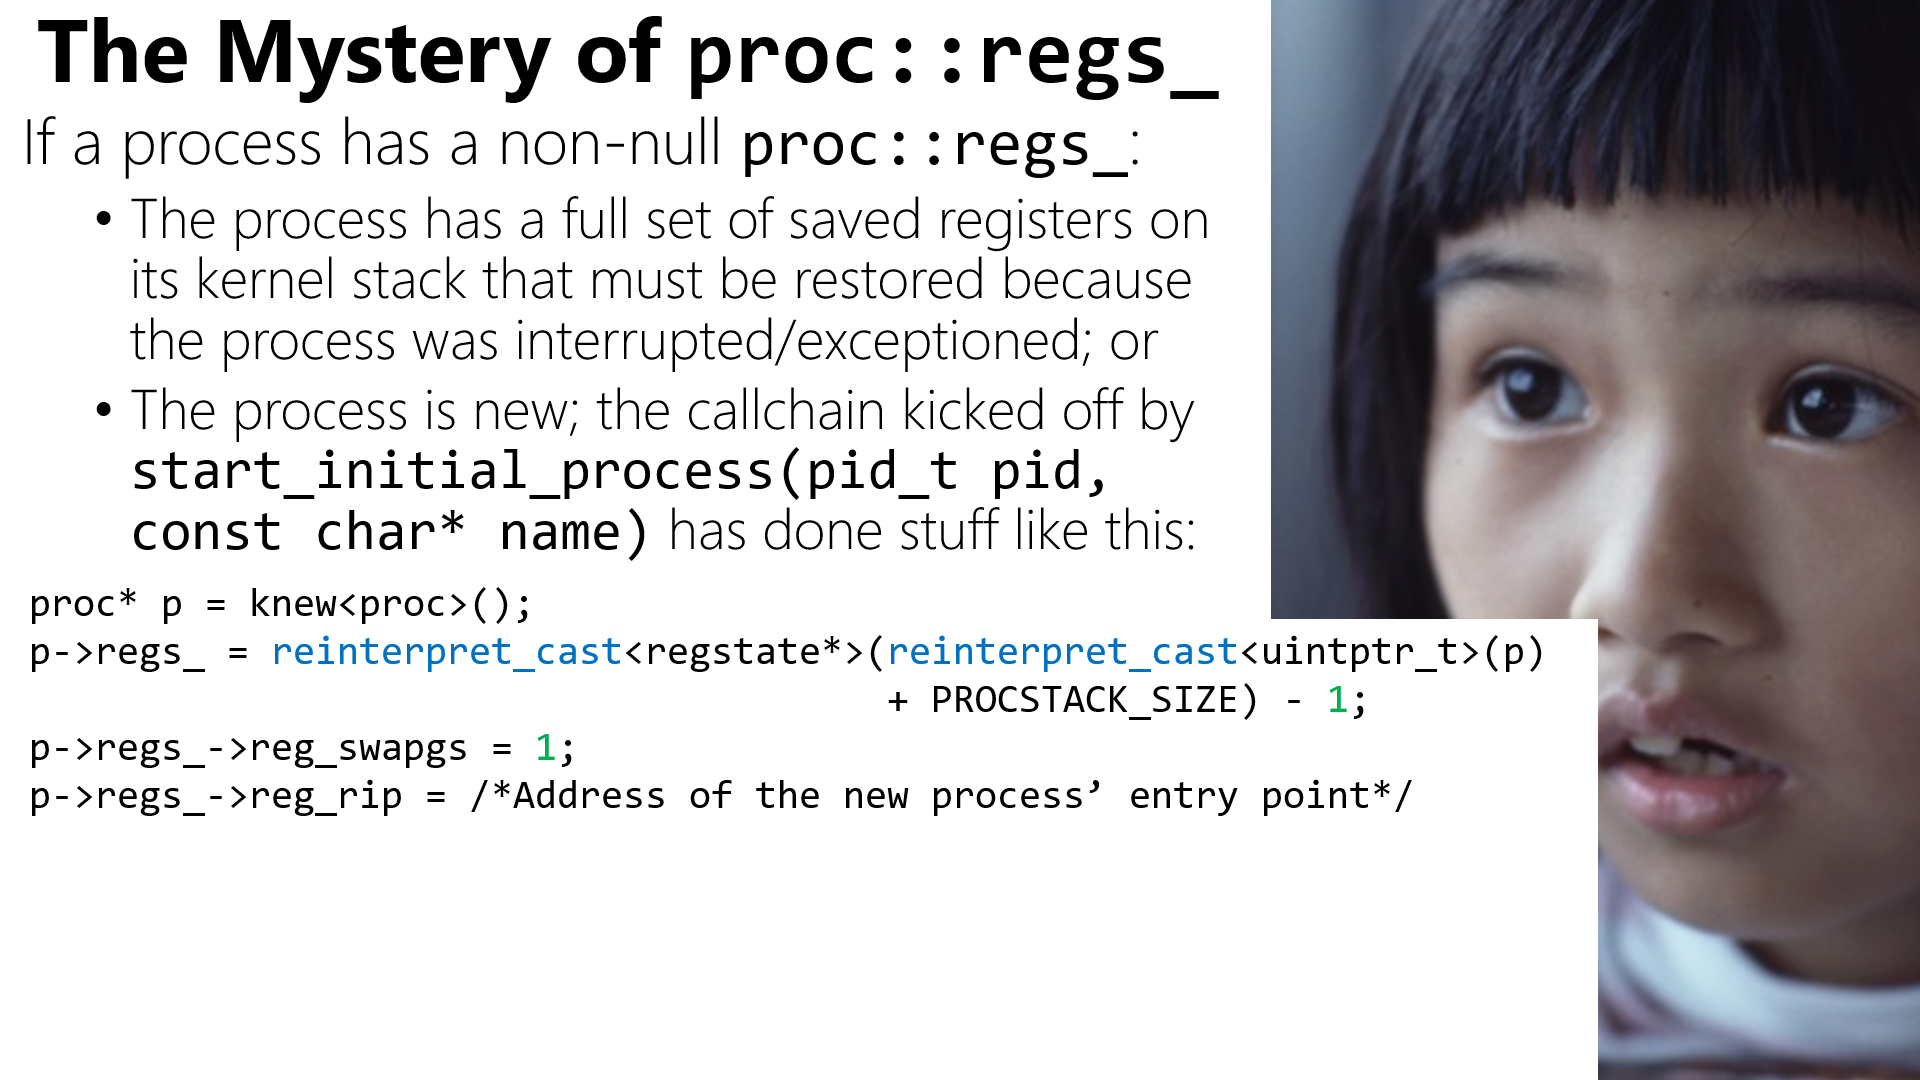 The Mystery of proc::regs_
If a process has a non-null proc::regs_:
• The process has a full set of saved registers on
its kernel stack that must be restored because
the process was interrupted/exceptioned; or
• The process is new; the callchain kicked off by
start_initial_process(pid_t pid,
const char* name) has done stuff like this:
proc* p = knew<proc>();
p->regs_ = reinterpret_cast<regstate*>(reinterpret_cast<uintptr_t>(p)
+ PROCSTACK_SIZE) - 1;
p->regs_->reg_swapgs = 1;
p->regs_->reg_rip = /*Address of the new process’ entry point*/